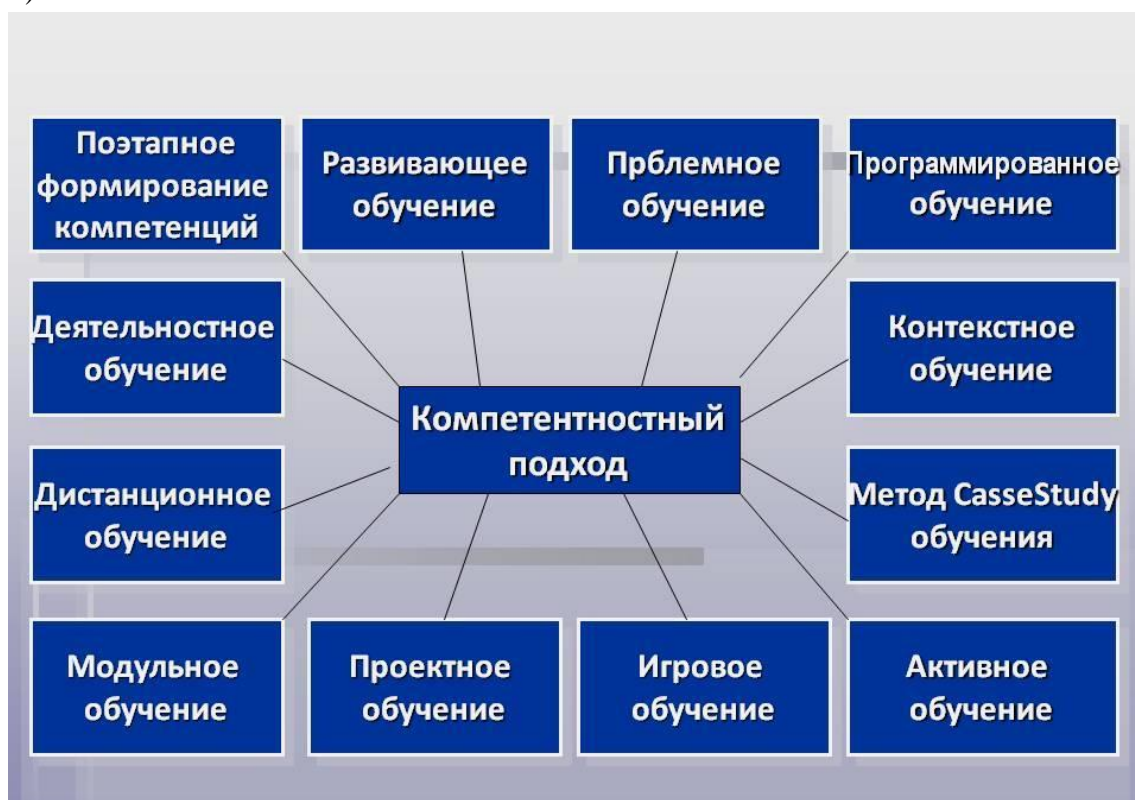 )
Поэтапное
формирование
компетенций
Развивающее
обучение
Прблемное
обучение
Программированное
обучение
Деятельностное
обучение
Контекстное
обучение
Компетентностный
подход
Дистанционное
обучение
Метод CasseStudy
обучения
Модульное
обучение
Проектное
обучение
Игровое
обучение
Активное
обучение